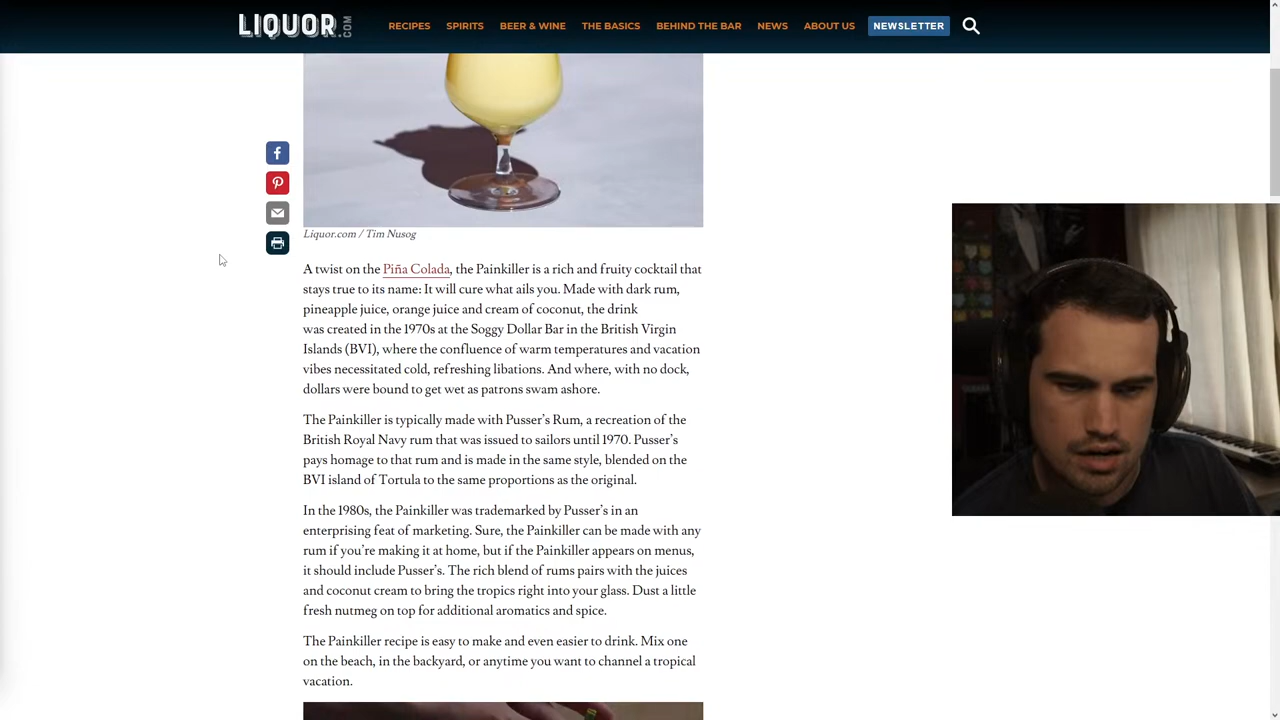 LIQUOR.COM
RECIPES SPIRITS BEER & WINE THE BASICS BEHIND THE BAR NEWS ABOUT US NEWSLETTER
Liquor.com / Tim Nusog
A twist on the Piña Colada, the Painkiller is a rich and fruity cocktail that
stays true to its name: It will cure what ails you. Made with dark rum,
pineapple juice, orange juice and cream of coconut, the drink
was created in the 1970s at the Soggy Dollar Bar in the British Virgin
Islands (BVI), where the confluence of warm temperatures and vacation
vibes necessitated cold, refreshing libations. And where, with no dock,
dollars were bound to get wet as patrons swam ashore.
The Painkiller is typically made with Pusser's Rum, a recreation of the
British Royal Navy rum that was issued to sailors until 1970. Pusser's
pays homage to that rum and is made in the same style, blended on the
BVI island of Tortula to the same proportions as the original.
In the 1980s, the Painkiller was trademarked by Pusser's in an
enterprising feat of marketing. Sure, the Painkiller can be made with any
rum if you're making it at home, but if the Painkiller appears on menus,
it should include Pusser's. The rich blend of rums pairs with the juices
and coconut cream to bring the tropics right into your glass. Dust a little
fresh nutmeg on top for additional aromatics and spice.
The Painkiller recipe is easy to make and even easier to drink. Mix one
on the beach, in the backyard, or anytime you want to channel a tropical
vacation.